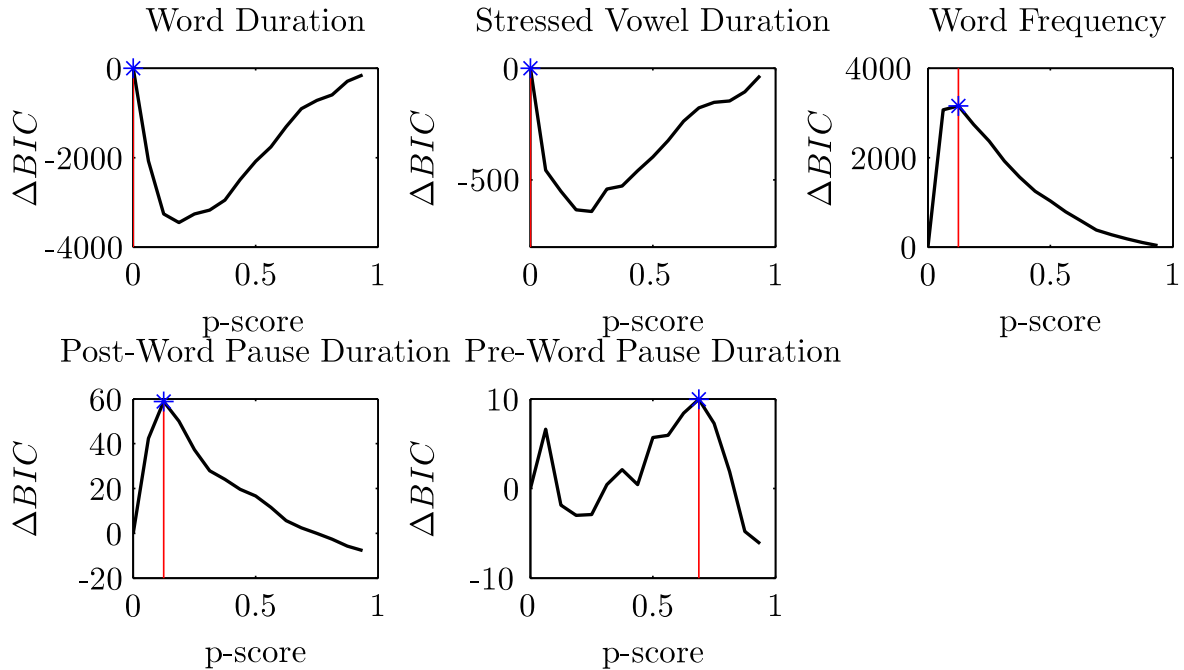 Word Duration
0
-2000
-4000
ΔBIC
0 0.5 1
p-score
Stressed Vowel Duration
0
-500
ΔBIC
0 0.5 1
p-score
Word Frequency
4000
2000
0
ΔBIC
0 0.5 1
p-score
Post-Word Pause Duration
60
40
20
0
-20
ΔBIC
0 0.5 1
p-score
Pre-Word Pause Duration
10
0
-10
ΔBIC
0 0.5 1
p-score